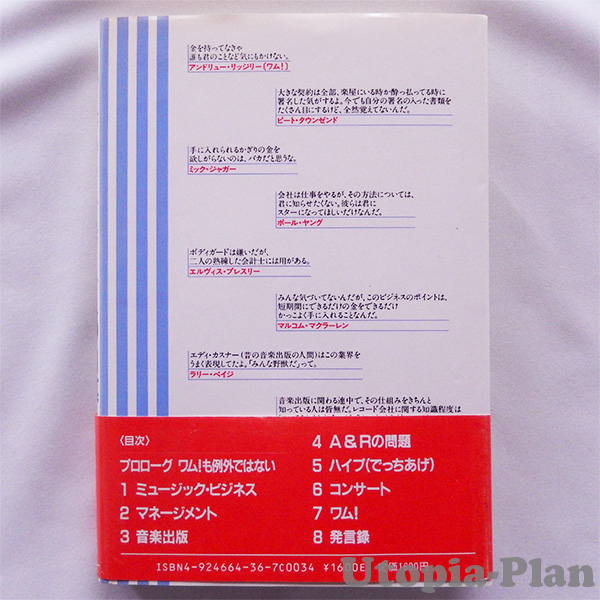 金を持ってなきゃ
誰も君のことなど気にもかけない。
アンドリュー・リッジリー〔ワム!〕
大きな契約は全部、楽屋にいる時か酔っ払ってる時に
署名した気がするよ。今でも自分の署名の入った書類を
たくさん目にするけど、全然覚えてないんだ。
ピート・タウンゼンド
手に入れられるかぎりの金を
欲しがらないのは、バカだと思うな。
ミック・ジャガー
会社は仕事をやるが、その方法については、
君に知らせたくない。彼らは君に
スターになってほしいだけなんだ。
ポール・ヤング
ボディガードは嫌いだが、
二人の熟練した会計士には用がある。
エルヴィス・プレスリー
みんな気づいてないんだが、このビジネスのポイントは、
短期間にできるだけの金をできるだけ
かっこよく手に入れることなんだ。
マルコム・マクラーレン
エディ・カスナー(昔の音楽出版の人間)はこの業界を
うまく表現してたよ。「みんな野獣だ」って。
ラリー・ペイジ
音楽出版に関わる連中で、その仕組みをきちんと
知っている人は皆無だ。レコード会社に関する知識程度は
〈目次〉
プロローグ ワム!も例外ではない
1 ミュージック・ビジネス
2 マネージメント
3 音楽出版
4 A&Rの問題
5 ハイプ(でっちあげ)
6 コンサート
7 ワム!
8 発言録
ISBN4-924664-36-7C0034 ¥1600E 定価1600円
Utopia-Plan